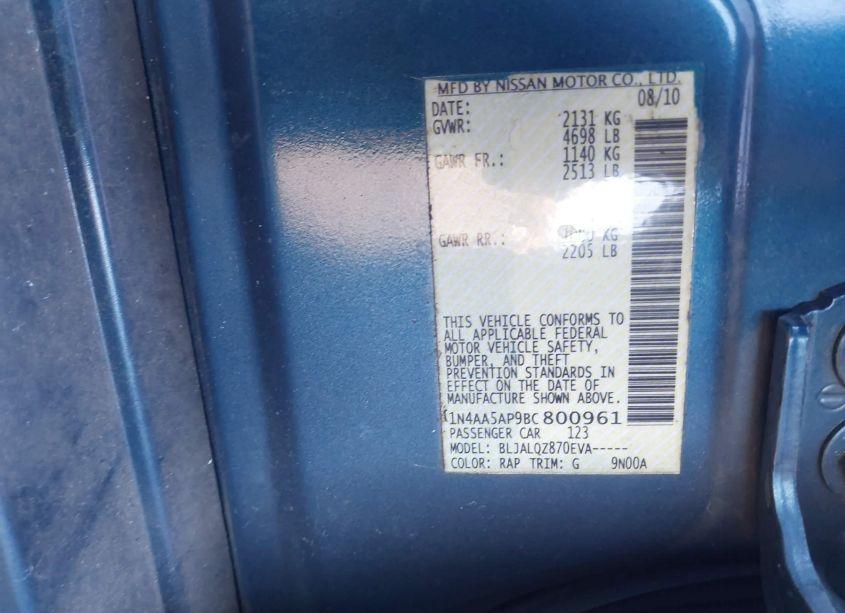 MFD BY NISSAN MOTOR CO., LTD.
DATE: 08/10
GVWR: 2131 KG
4698 LB
GAWR FR.: 1140 KG
2513 LB
GAWR RR.: KG
2205 LB
THIS VEHICLE CONFORMS TO
ALL APPLICABLE FEDERAL
MOTOR VEHICLE SAFETY,
BUMPER, AND THEFT
PREVENTION STANDARDS IN
EFFECT ON THE DATE OF
MANUFACTURE SHOWN ABOVE.
1N4AA5AP9BC 800961
PASSENGER CAR 123
MODEL: BLJALQZ870EVA-----
COLOR: RAP TRIM: G 9N00A